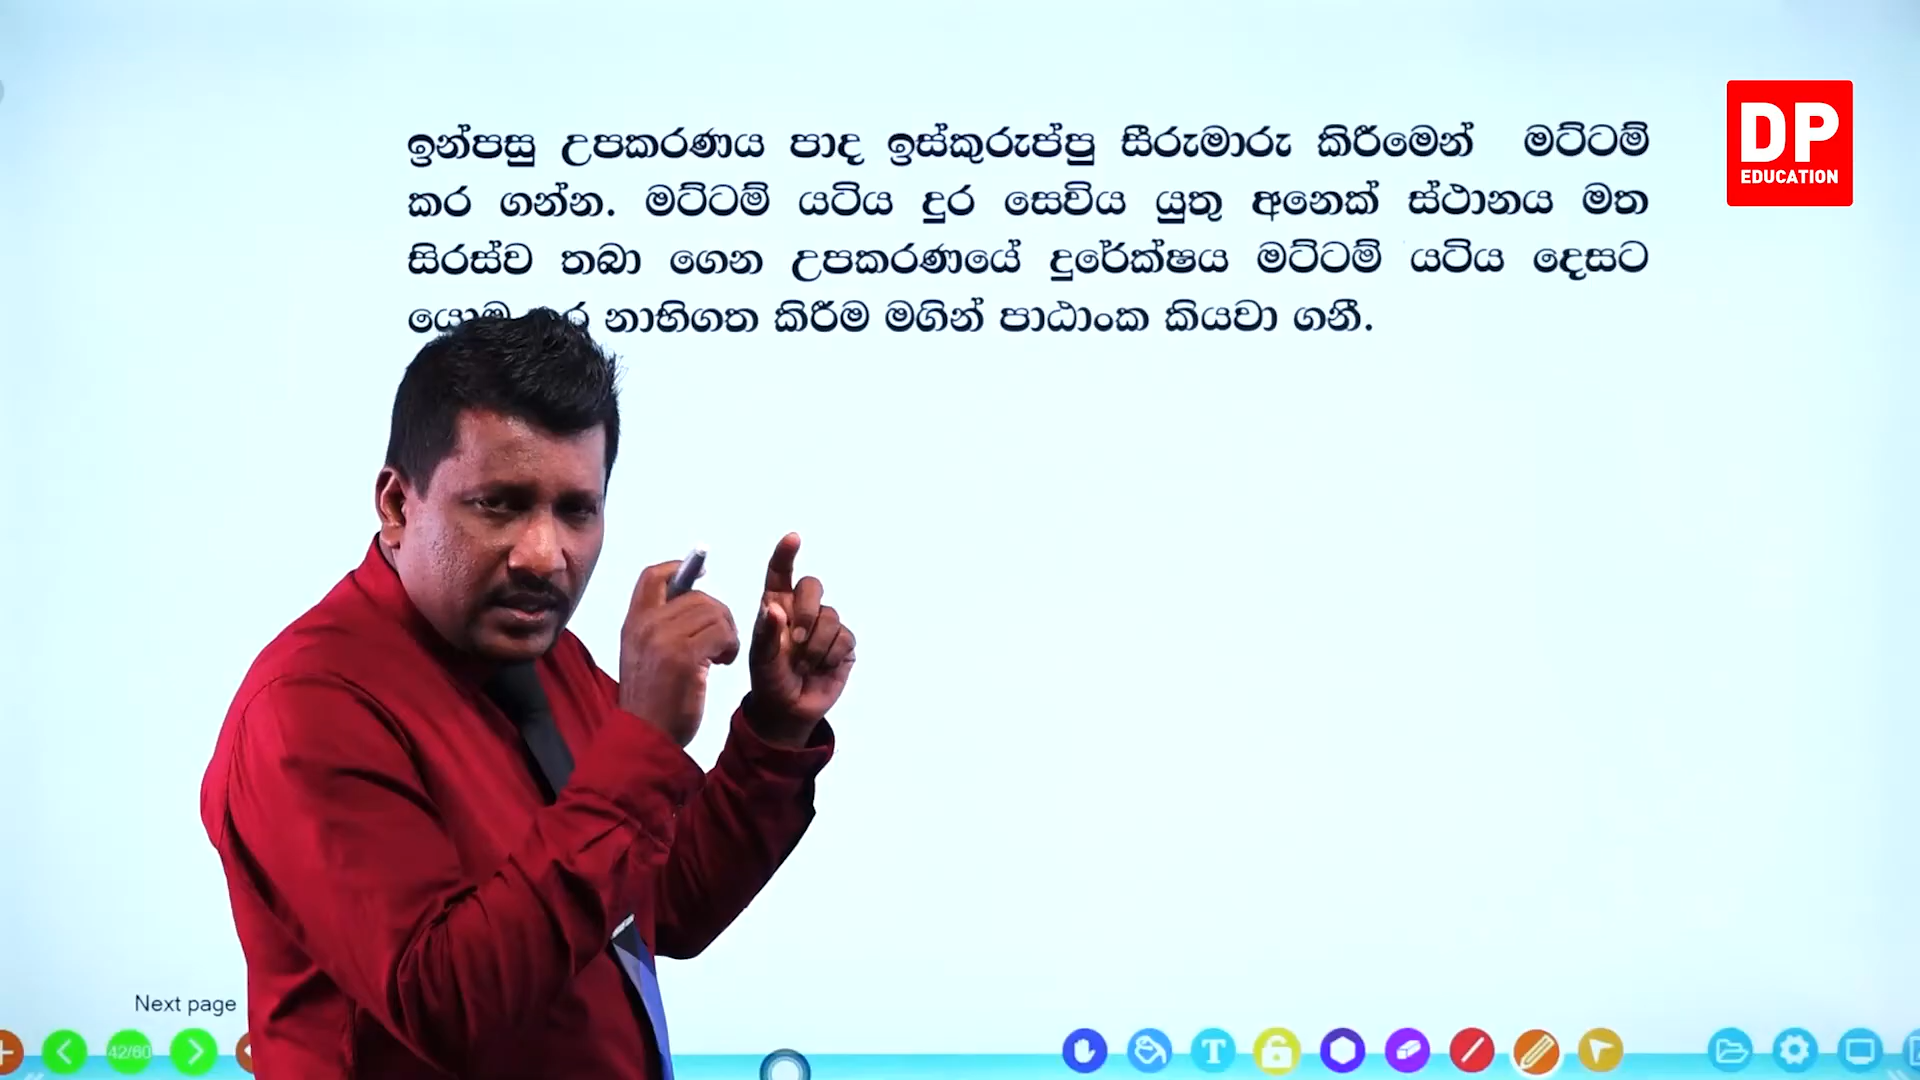 ඉන්පසු උපකරණය පාද ඉස්කුරුප්පු සීරුමාරු කිරීමෙන් මට්ටම්
කර ගන්න. මට්ටම් යටිය දුර සෙවිය යුතු අනෙක් ස්ථානය මත
සිරස්ව තබා ගෙන උපකරණයේ දුරේක්ෂය මට්ටම් යටිය දෙසට
නාභිගත කිරීම මගින් පාඨාංක කියවා ගනී.
DP
EDUCATION
Next page
42/60
T